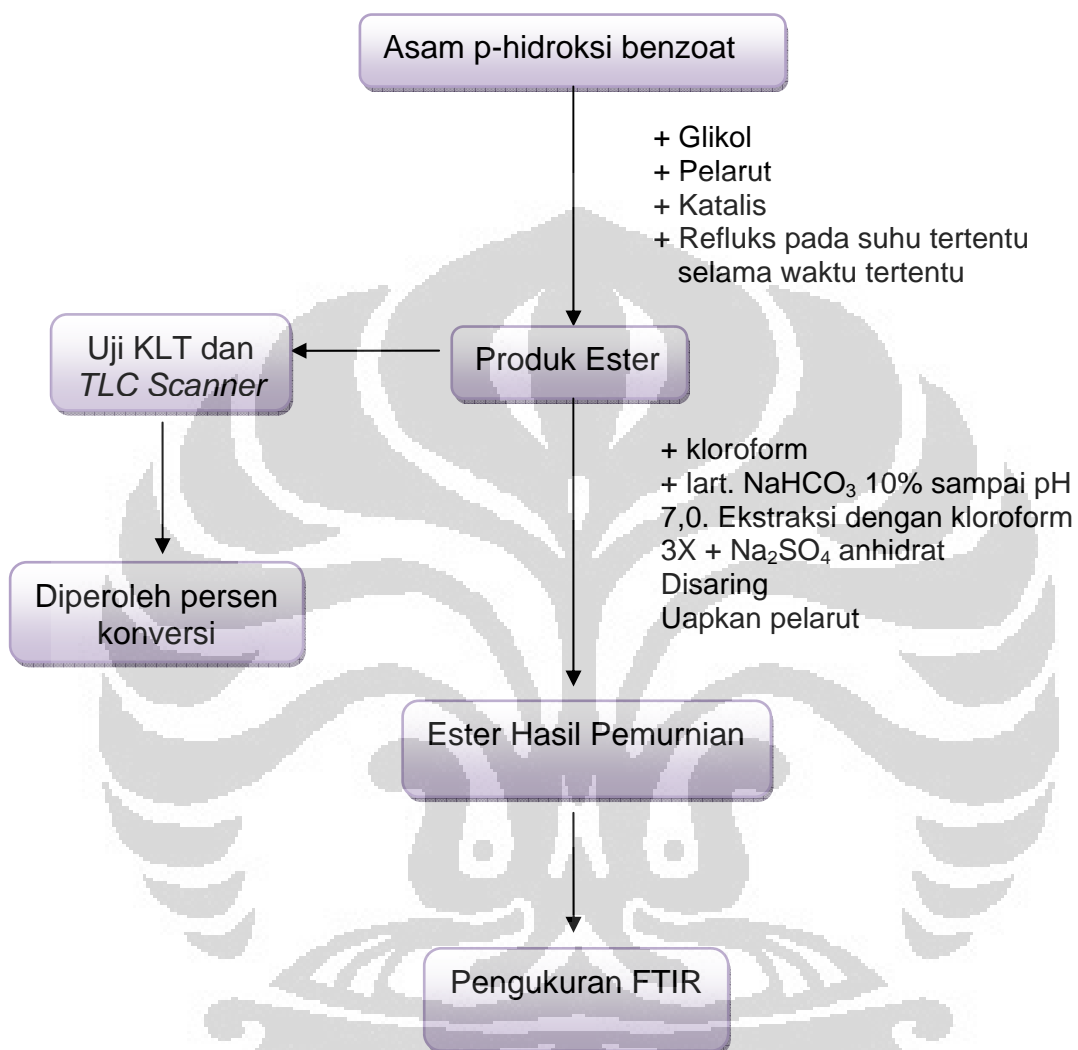 Asam p-hidroksi benzoat
+ Glikol
+ Pelarut
+ Katalis
+ Refluks pada suhu tertentu
selama waktu tertentu
Uji KLT dan
TLC Scanner
Produk Ester
+ kloroform
+ lart. NaHCO₃ 10% sampai pH
7,0. Ekstraksi dengan kloroform
3X + Na₂SO₄ anhidrat
Disaring
Uapkan pelarut
Diperoleh persen
konversi
Ester Hasil Pemurnian
Pengukuran FTIR